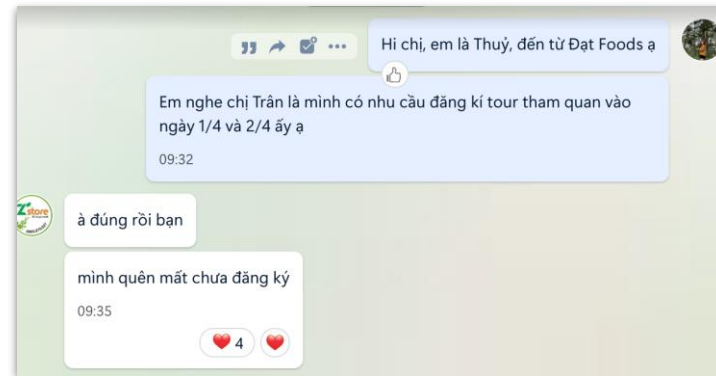 Hi chị, em là Thuỷ, đến từ Đạt Foods ạ
Em nghe chị Trân là mình có nhu cầu đăng kí tour tham quan vào
ngày 1/4 và 2/4 ấy ạ
09:32
Z store
à đúng rồi bạn
mình quên mất chưa đăng ký
09:35
4